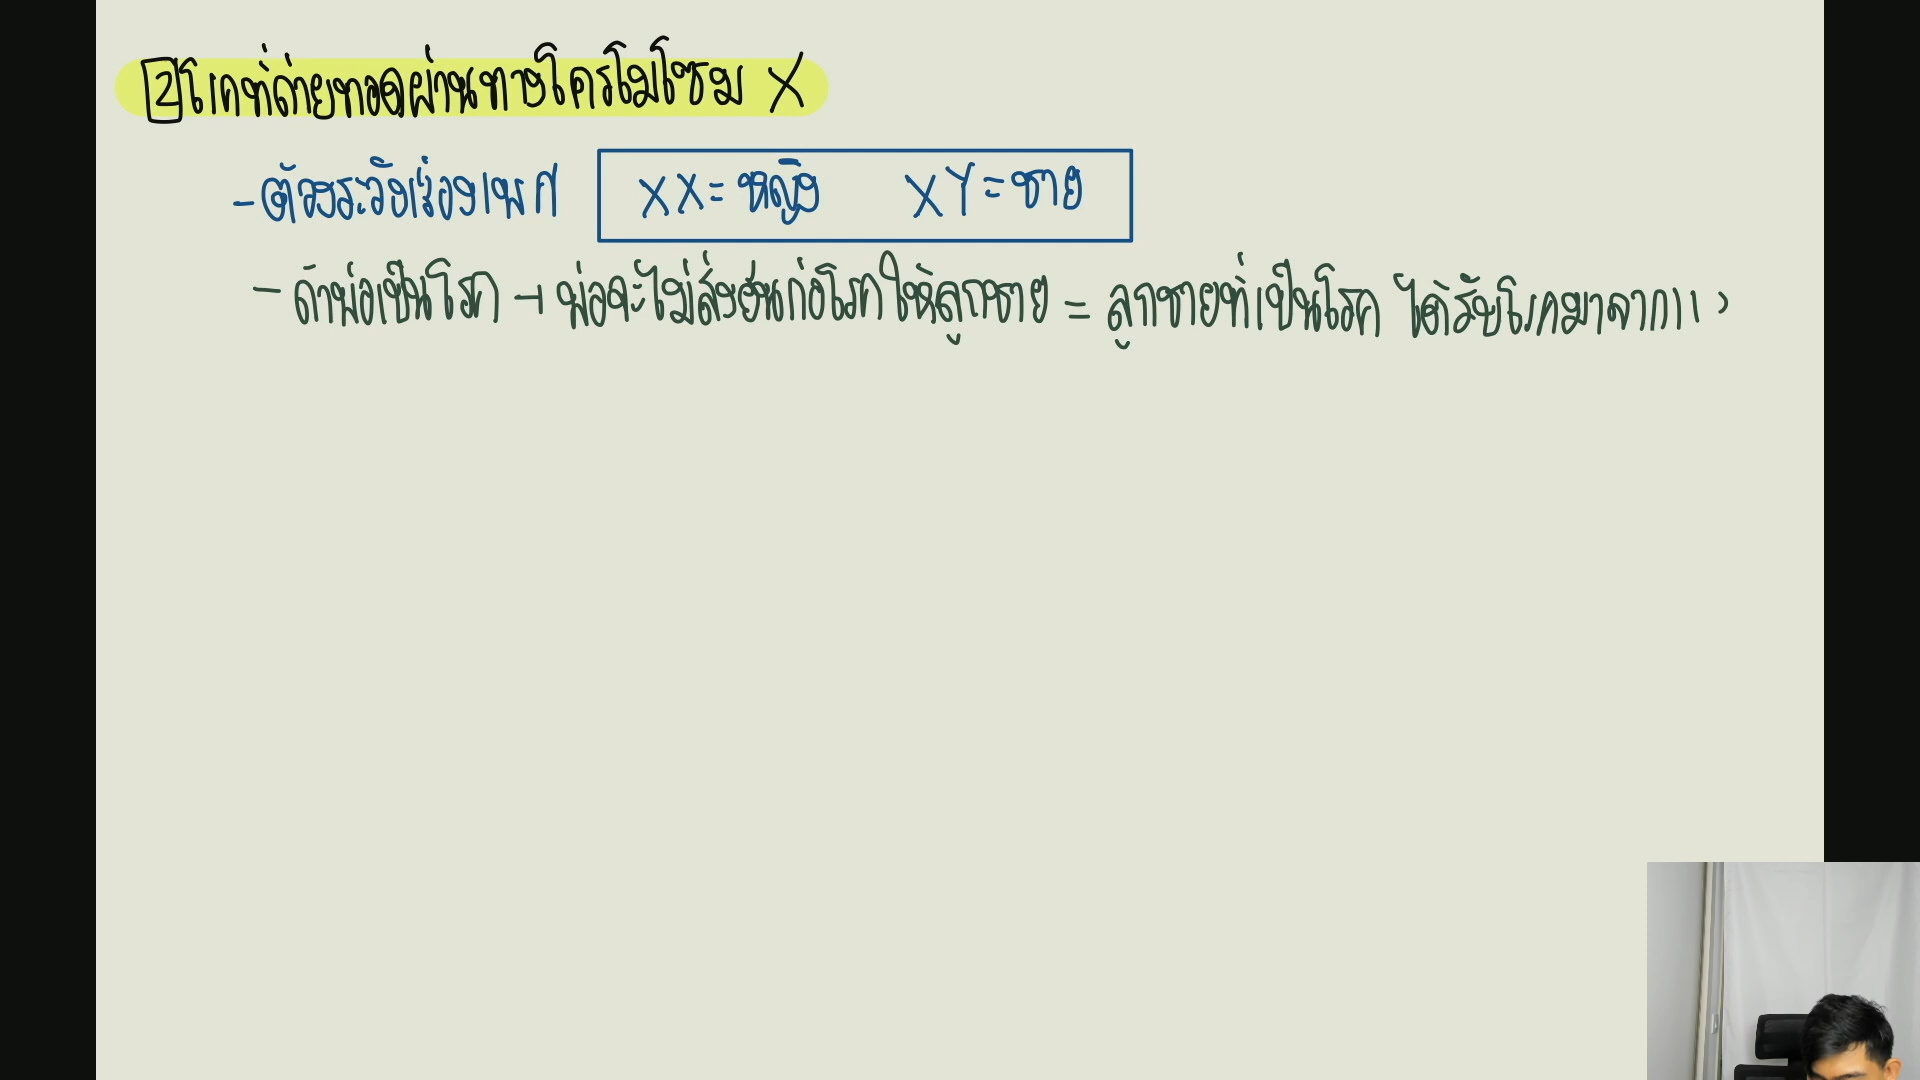 2 โรคที่ถ่ายทอดผ่านทางโครโมโซม X
- ต้องระวังเรื่องเพศ XX = หญิง XY = ชาย
- ถ้าพ่อเป็นโรค → พ่อจะไม่ส่งยีนก่อโรคให้ลูกชาย = ลูกชายที่เป็นโรค ได้รับโรคมาจาก